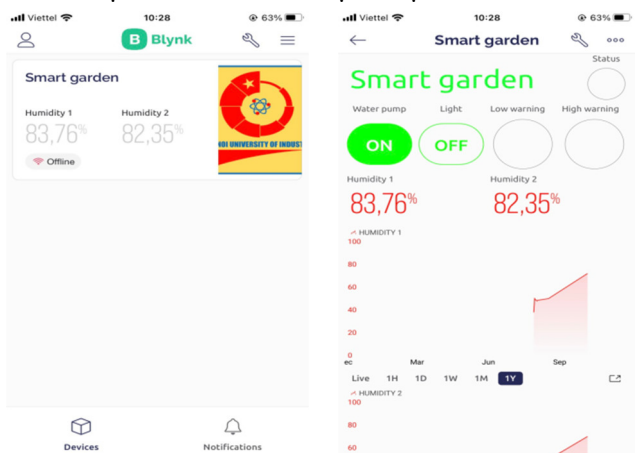 Viettel 10:28 63%
B Blynk
Smart garden
Humidity 1 Humidity 2
83,76% 82,35%
Offline
NOI UNIVERSITY OF INDUST
Devices Notifications
Viettel 10:28 63%
Smart garden
Status
Smart garden
Water pump Light Low warning High warning
ON OFF
Humidity 1 Humidity 2
83,76% 82,35%
HUMIDITY 1
100
80
60
40
20
0
ec Mar Jun Sep
Live 1H 1D 1W 1M 1Y
HUMIDITY 2
100
80
60